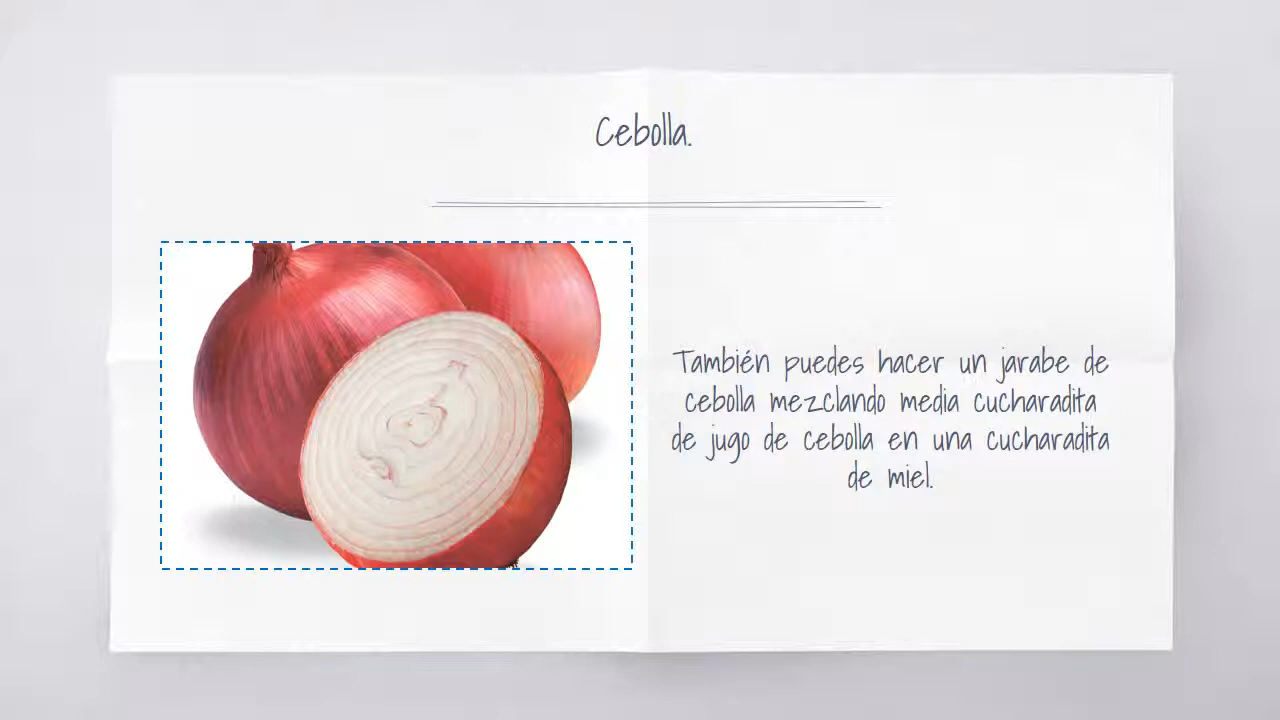 Cebolla.
También puedes hacer un jarabe de
cebolla mezclando media cucharadita
de jugo de cebolla en una cucharadita
de miel.